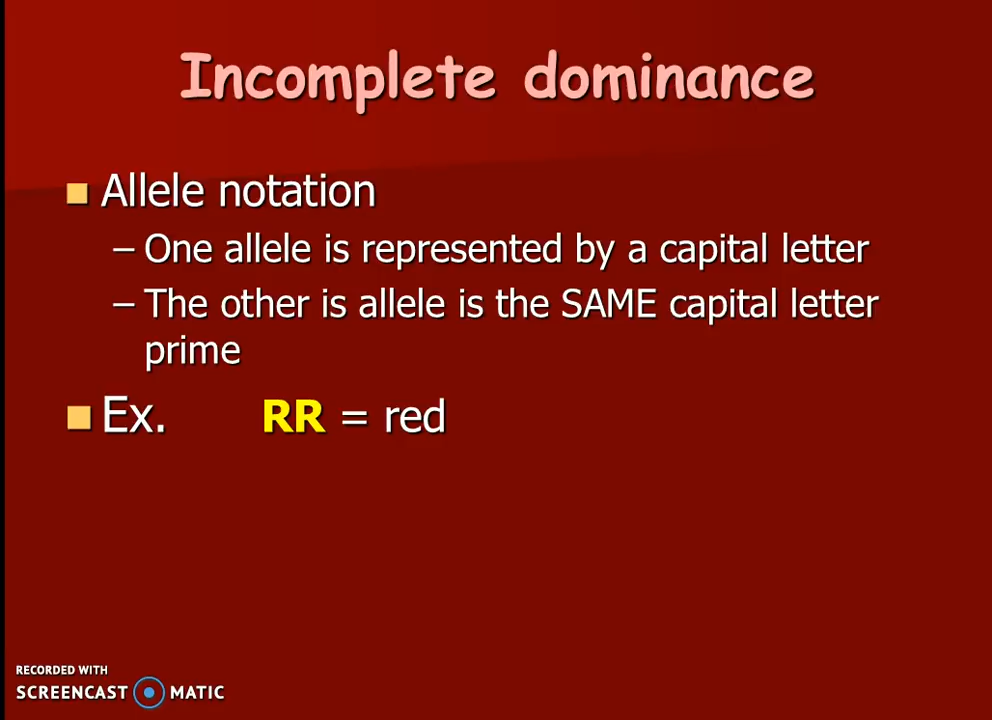 Incomplete dominance
Allele notation
– One allele is represented by a capital letter
– The other is allele is the SAME capital letter
prime
Ex. RR = red
RECORDED WITH
SCREENCAST MATIC